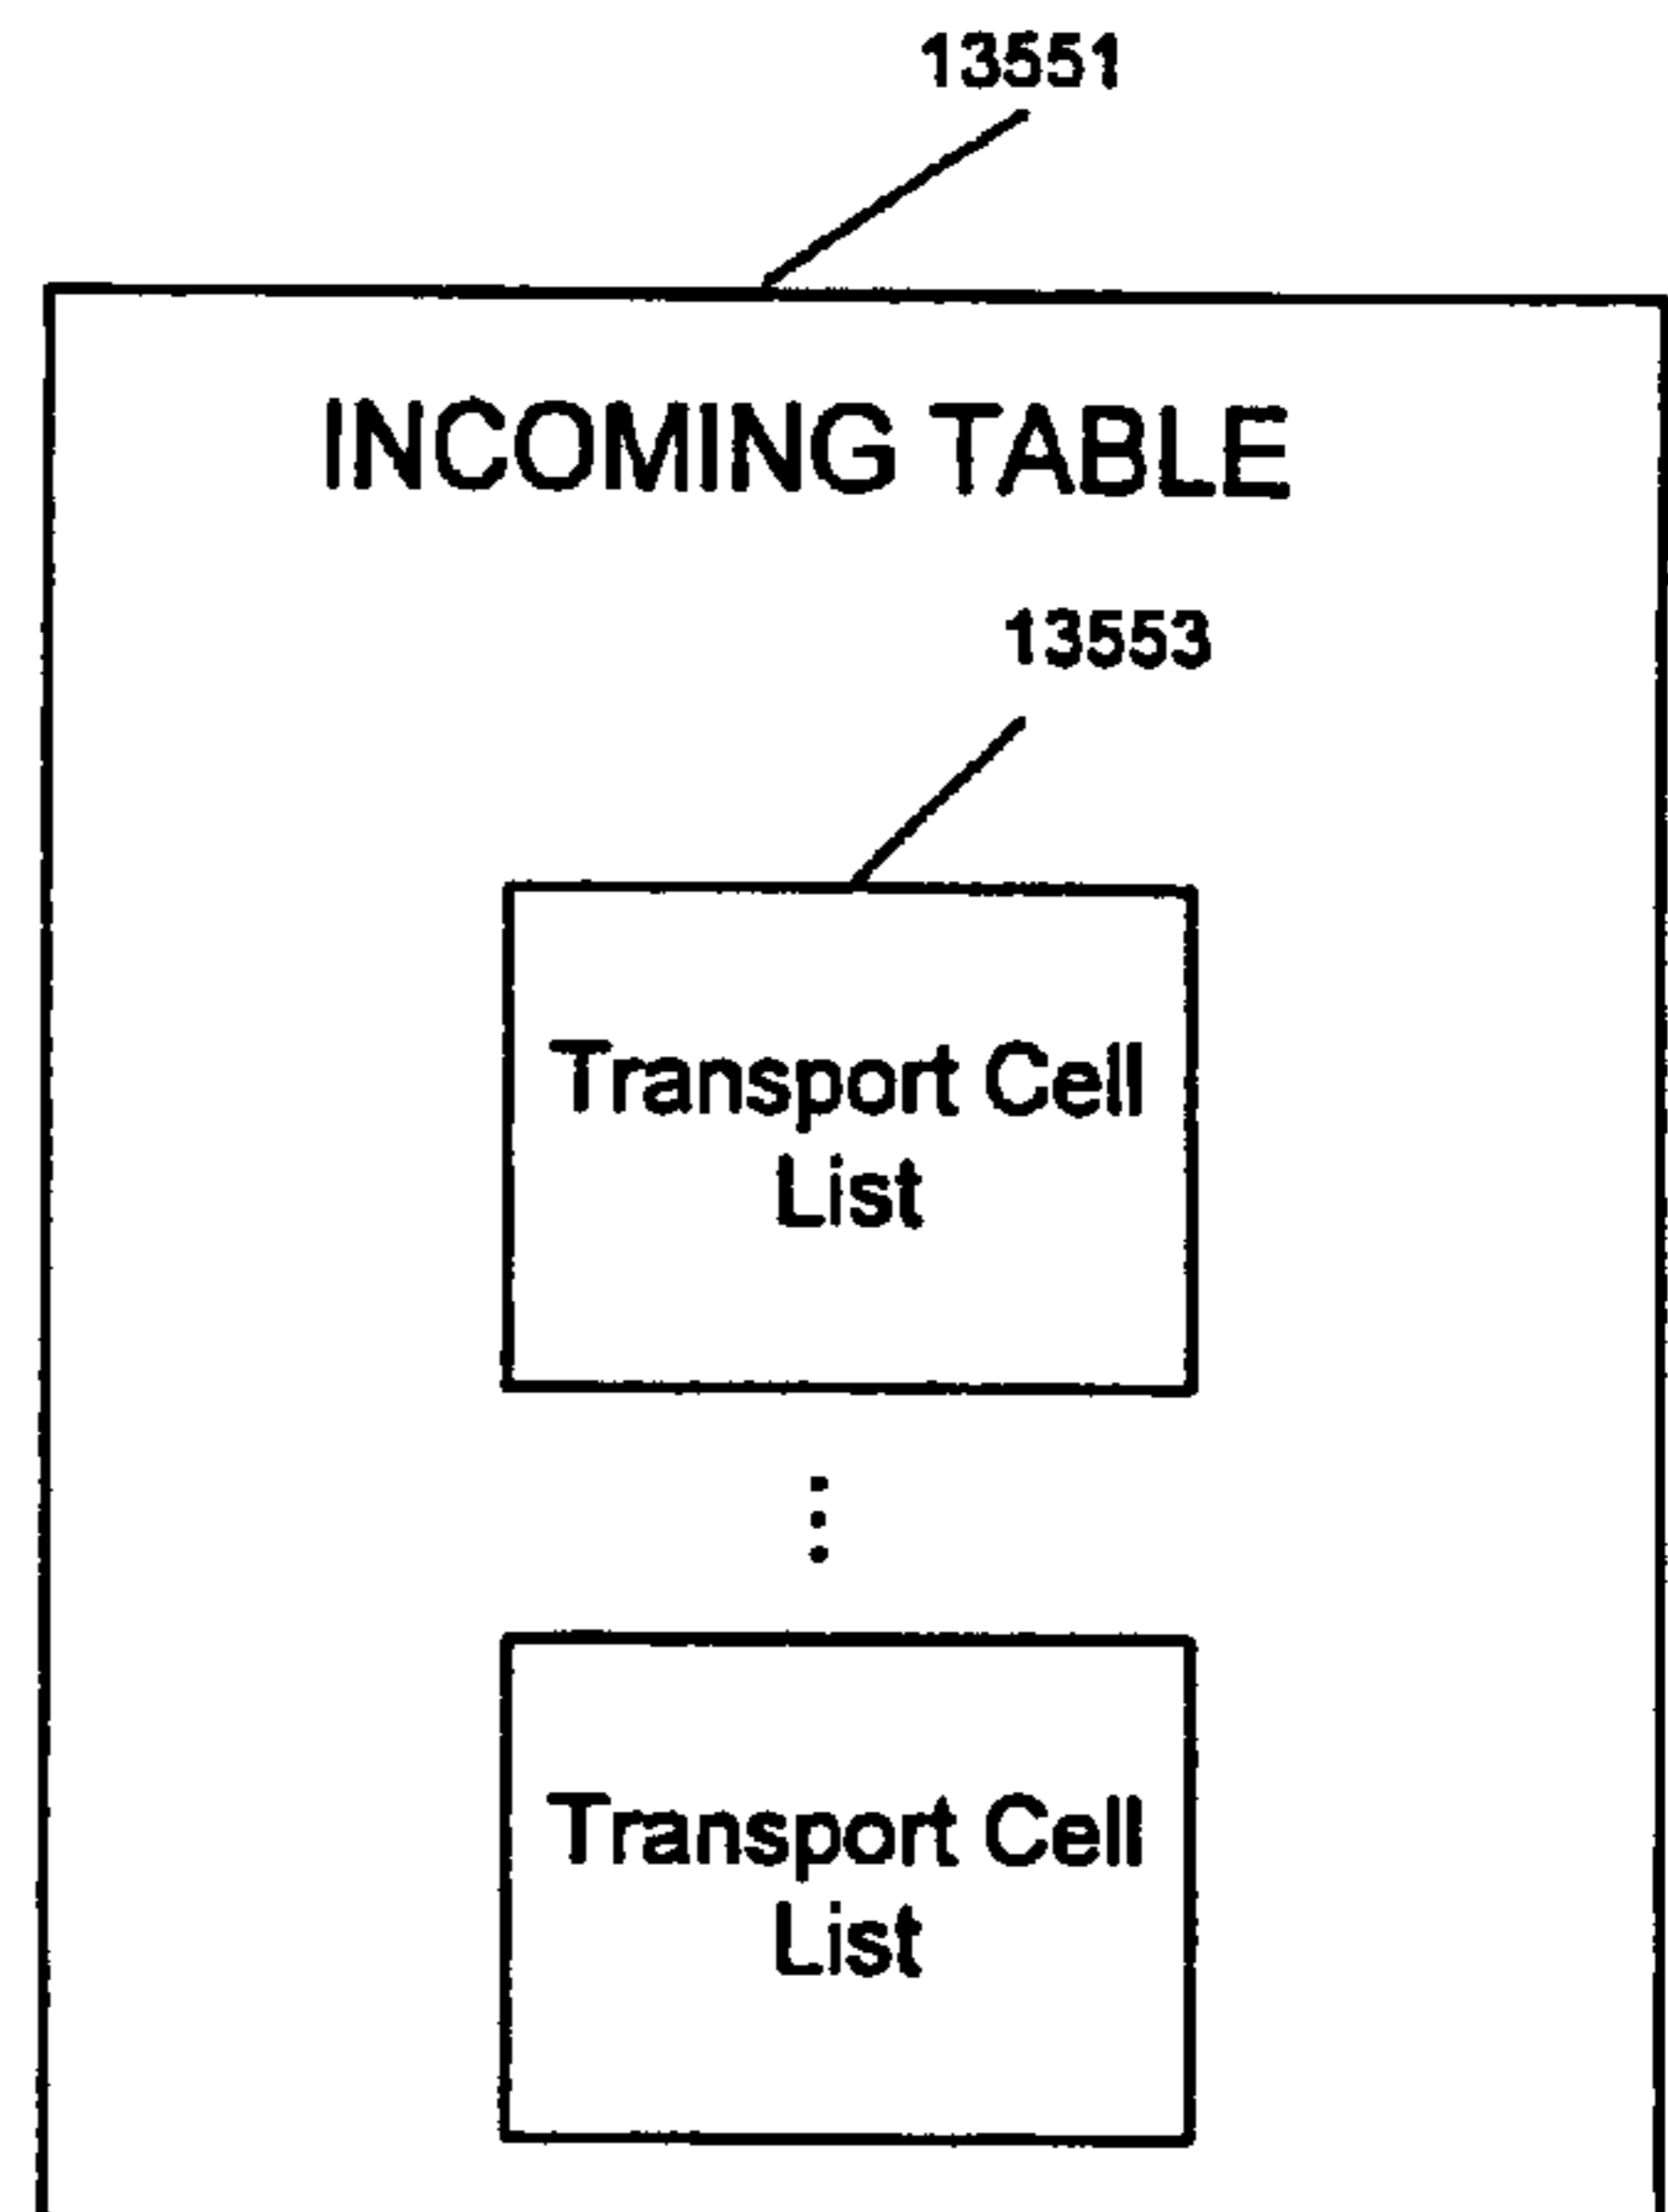 13551
INCOMING TABLE
13553
Transport Cell
List
Transport Cell
List